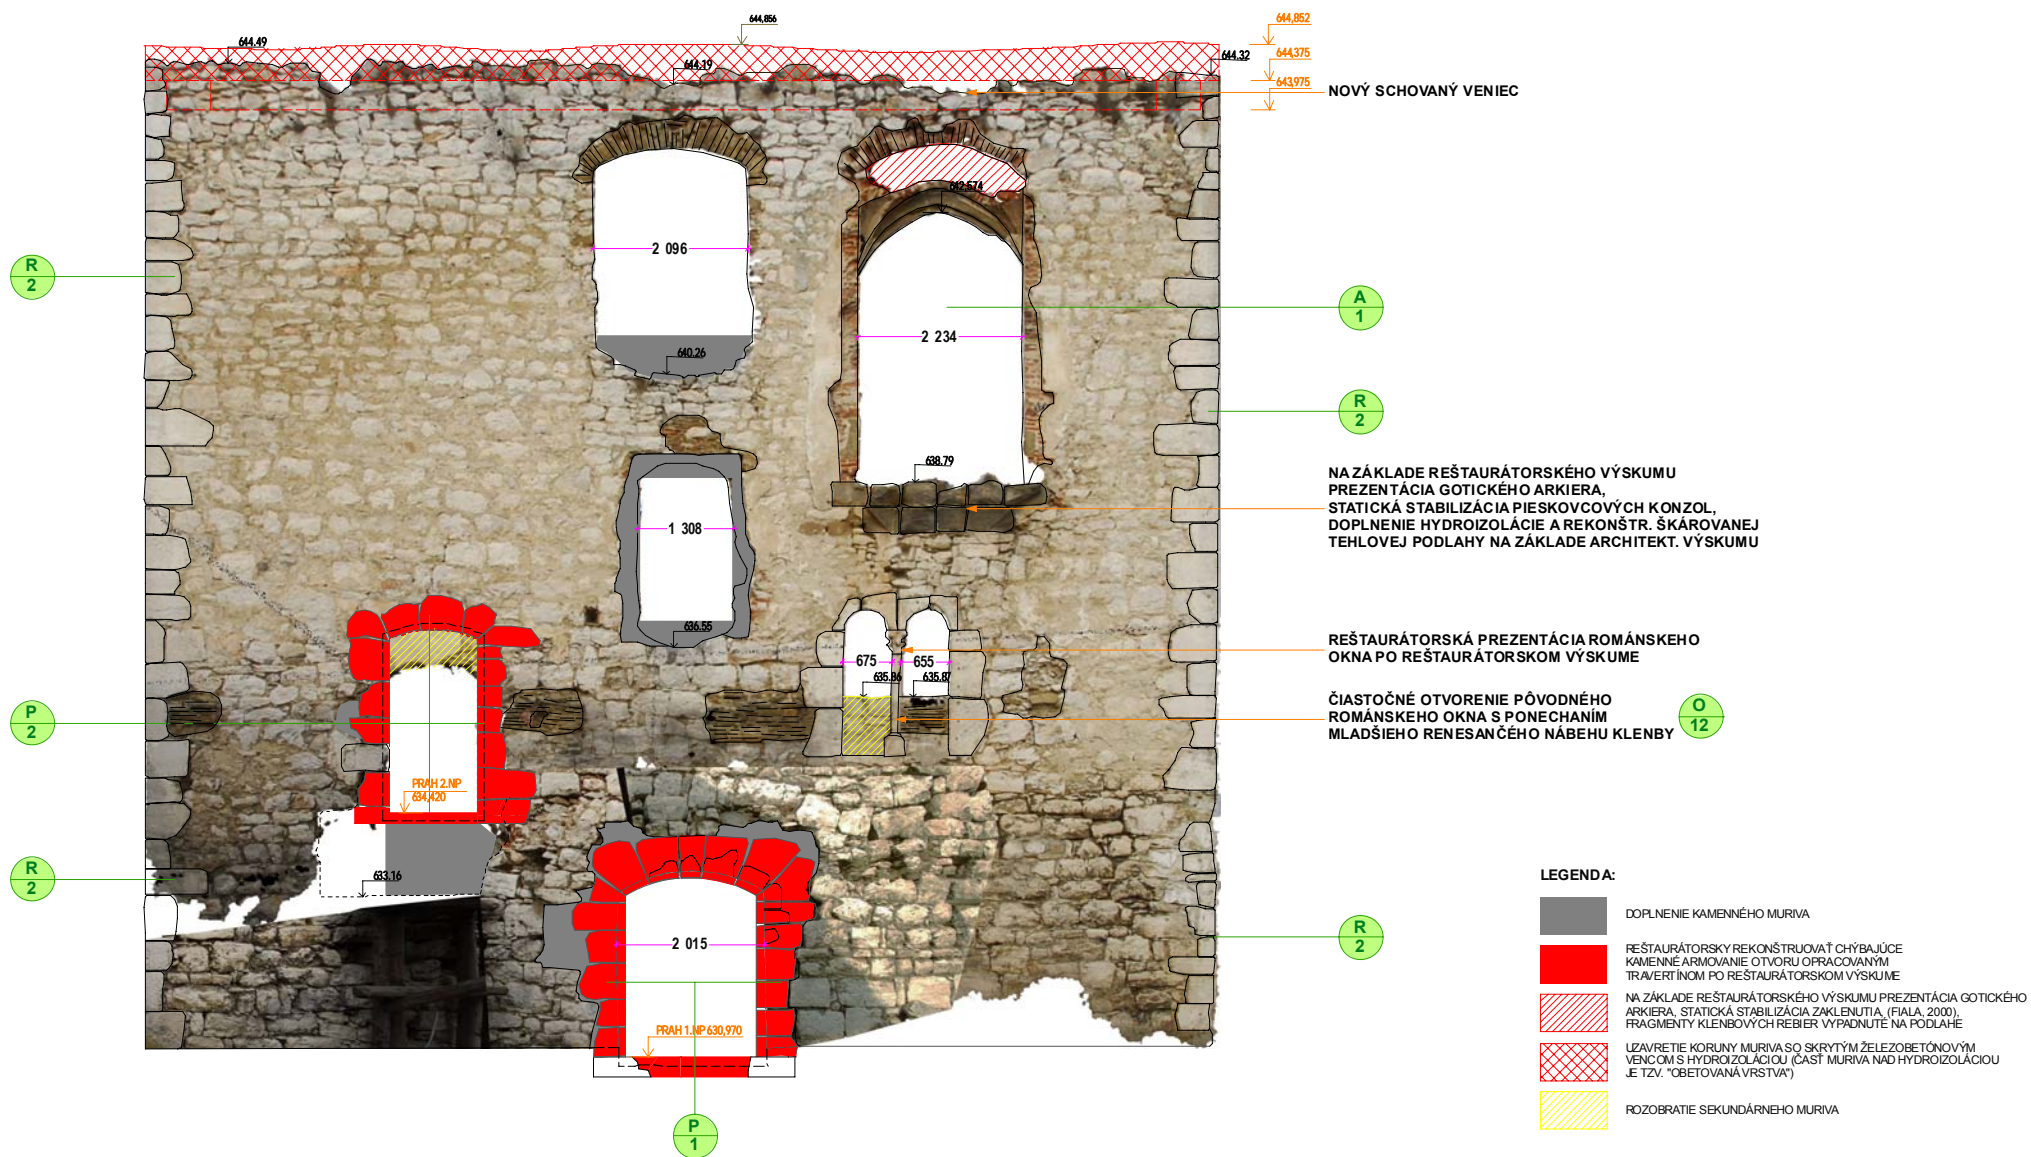 644,856
644,852
644.49
644,375
644.32
644.19
643,975
NOVÝ SCHOVANÝ VENIEC
642,574
2 096
R
2
A
1
2 234
640.26
R
2
638.79
NA ZÁKLADE REŠTAURÁTORSKÉHO VÝSKUMU
PREZENTÁCIA GOTICKÉHO ARKIERA,
STATICKÁ STABILIZÁCIA PIESKOVCOVÝCH KONZOL,
DOPLNENIE HYDROIZOLÁCIE A REKONŠTR. ŠKÁROVANEJ
TEHLOVEJ PODLAHY NA ZÁKLADE ARCHITEKT. VÝSKUMU
1 308
636.55
REŠTAURÁTORSKÁ PREZENTÁCIA ROMÁNSKEHO
OKNA PO REŠTAURÁTORSKOM VÝSKUME
675
655
635.86
635.87
ČIASTOČNÉ OTVORENIE PÔVODNÉHO
ROMÁNSKEHO OKNA S PONECHANÍM
MLADŠIEHO RENESANČÉHO NÁBEHU KLENBY
O
12
P
2
PRAH 2.NP
634,420
R
2
633.16
2 015
R
2
PRAH 1.NP 630,970
P
1
LEGENDA:
DOPLNENIE KAMENNÉHO MURIVA
REŠTAURÁTORSKY REKONŠTRUOVAŤ CHÝBAJÚCE
KAMENNÉ ARMOVANIE OTVORU OPRACOVANÝM
TRAVERTÍNOM PO REŠTAURÁTORSKOM VÝSKUME
NA ZÁKLADE REŠTAURÁTORSKÉHO VÝSKUMU PREZENTÁCIA GOTICKÉHO
ARKIERA, STATICKÁ STABILIZÁCIA ZAKLENUTIA, (FIALA, 2000),
FRAGMENTY KLENBOVÝCH REBIER VYPADNUTÉ NA PODLAHE
UZAVRETIE KORUNY MURIVA SO SKRYTÝM ŽELEZOBETÓNOVÝM
VENCOM S HYDROIZOLÁCIOU (ČASŤ MURIVA NAD HYDROIZOLÁCIOU
JE TZV. "OBETOVANÁ VRSTVA")
ROZOBRATIE SEKUNDÁRNEHO MURIVA